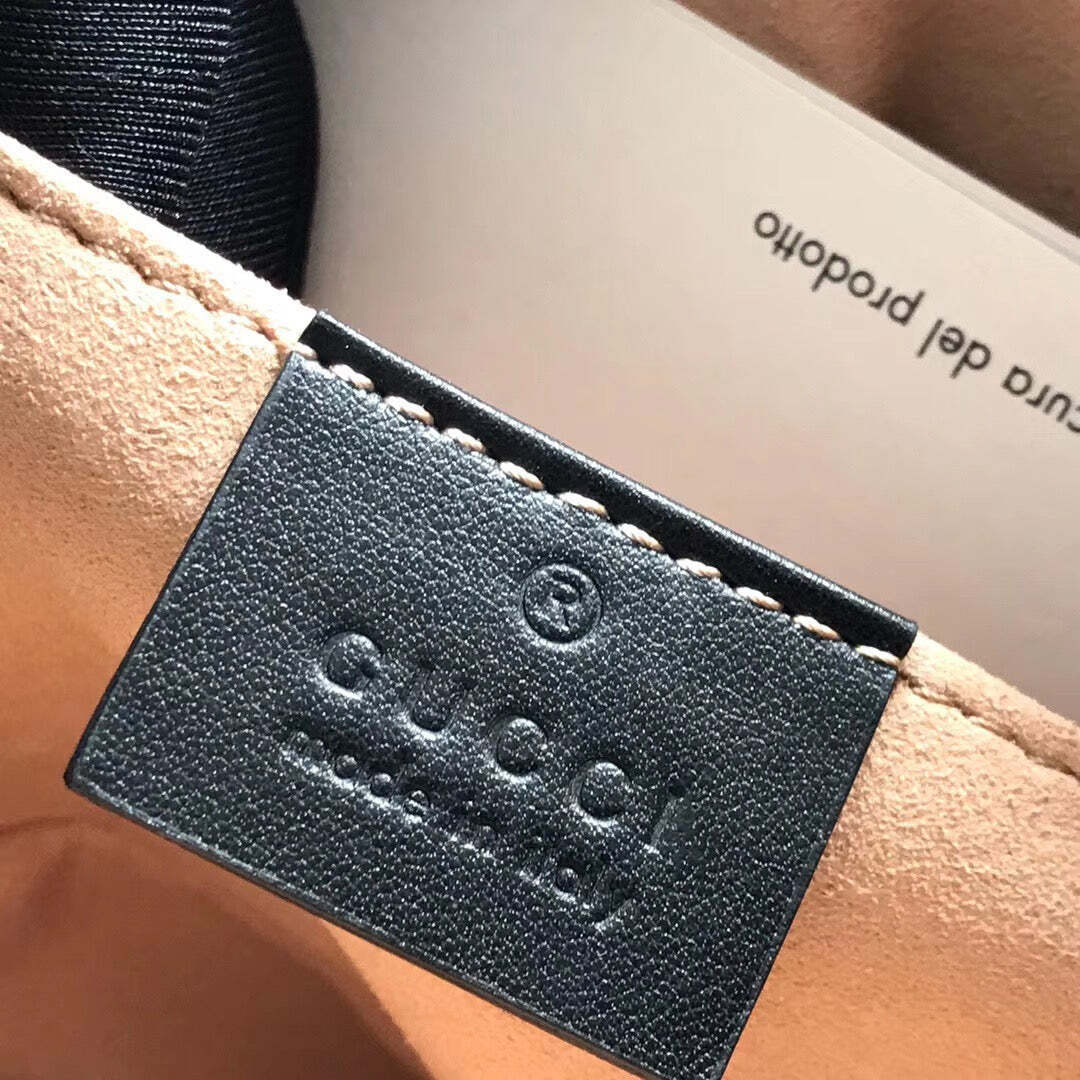 ®
GUCCI
made in italy
cura del prodotto